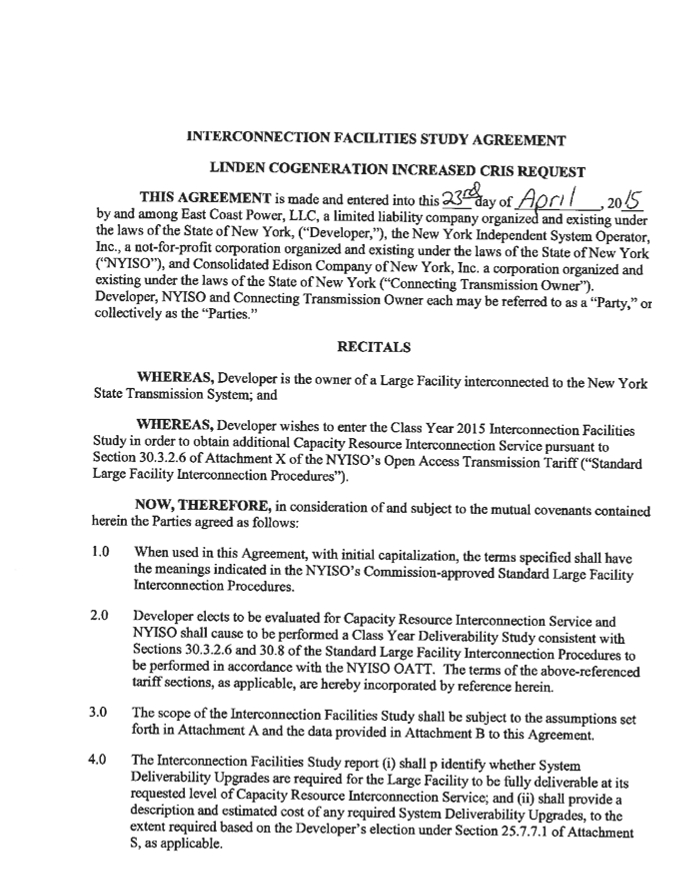 INTERCONNECTION FACILITIES STUDY AGREEMENT
LINDEN COGENERATION INCREASED CRIS REQUEST
THIS AGREEMENT is made and entered into this 23rd day of April, 2015
by and among East Coast Power, LLC, a limited liability company organized and existing under
the laws of the State of New York, ("Developer,"), the New York Independent System Operator,
Inc., a not-for-profit corporation organized and existing under the laws of the State of New York
("NYISO"), and Consolidated Edison Company of New York, Inc. a corporation organized and
existing under the laws of the State of New York ("Connecting Transmission Owner").
Developer, NYISO and Connecting Transmission Owner each may be referred to as a "Party," or
collectively as the "Parties."
RECITALS
WHEREAS, Developer is the owner of a Large Facility interconnected to the New York
State Transmission System; and
WHEREAS, Developer wishes to enter the Class Year 2015 Interconnection Facilities
Study in order to obtain additional Capacity Resource Interconnection Service pursuant to
Section 30.3.2.6 of Attachment X of the NYISO's Open Access Transmission Tariff ("Standard
Large Facility Interconnection Procedures").
NOW, THEREFORE, in consideration of and subject to the mutual covenants contained
herein the Parties agreed as follows:
1.0 When used in this Agreement, with initial capitalization, the terms specified shall have
the meanings indicated in the NYISO's Commission-approved Standard Large Facility
Interconnection Procedures.
2.0 Developer elects to be evaluated for Capacity Resource Interconnection Service and
NYISO shall cause to be performed a Class Year Deliverability Study consistent with
Sections 30.3.2.6 and 30.8 of the Standard Large Facility Interconnection Procedures to
be performed in accordance with the NYISO OATT. The terms of the above-referenced
tariff sections, as applicable, are hereby incorporated by reference herein.
3.0 The scope of the Interconnection Facilities Study shall be subject to the assumptions set
forth in Attachment A and the data provided in Attachment B to this Agreement.
4.0 The Interconnection Facilities Study report (i) shall p identify whether System
Deliverability Upgrades are required for the Large Facility to be fully deliverable at its
requested level of Capacity Resource Interconnection Service; and (ii) shall provide a
description and estimated cost of any required System Deliverability Upgrades, to the
extent required based on the Developer's election under Section 25.7.7.1 of Attachment
S, as applicable.